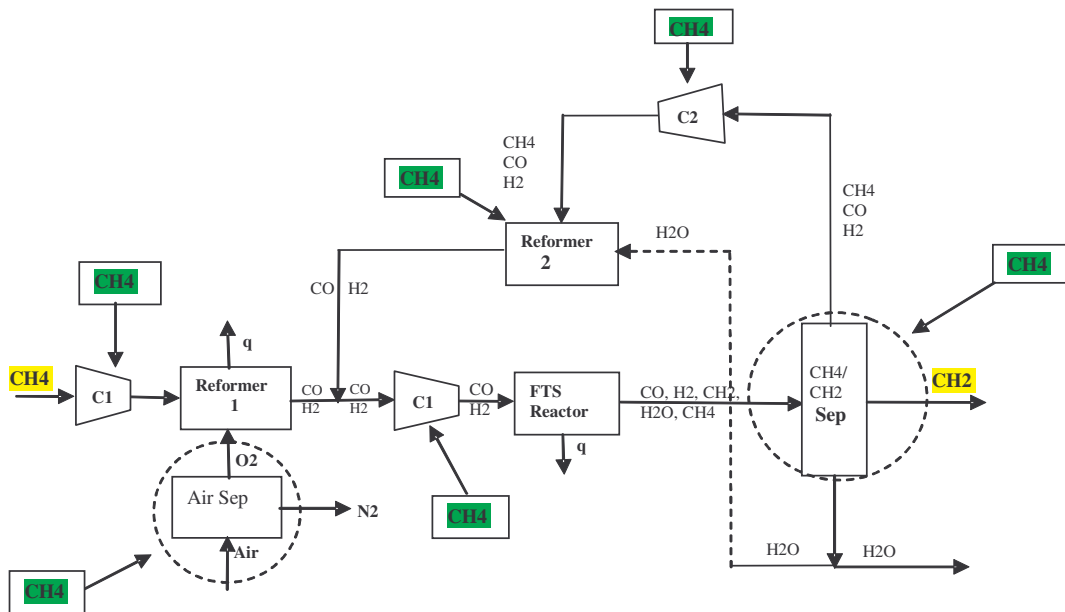 CH4
C2
CH4
CO
H2
CH4
CH4
CO
H2
Reformer
2
H2O
CH4
CH4
CO H2
q
CH4
C1
Reformer
1
CO
H2
CO
H2
C1
CO
H2
FTS
Reactor
CO, H2, CH2,
H2O, CH4
CH4/
CH2
Sep
CH2
q
O2
Air Sep
N2
CH4
Air
H2O
H2O
CH4